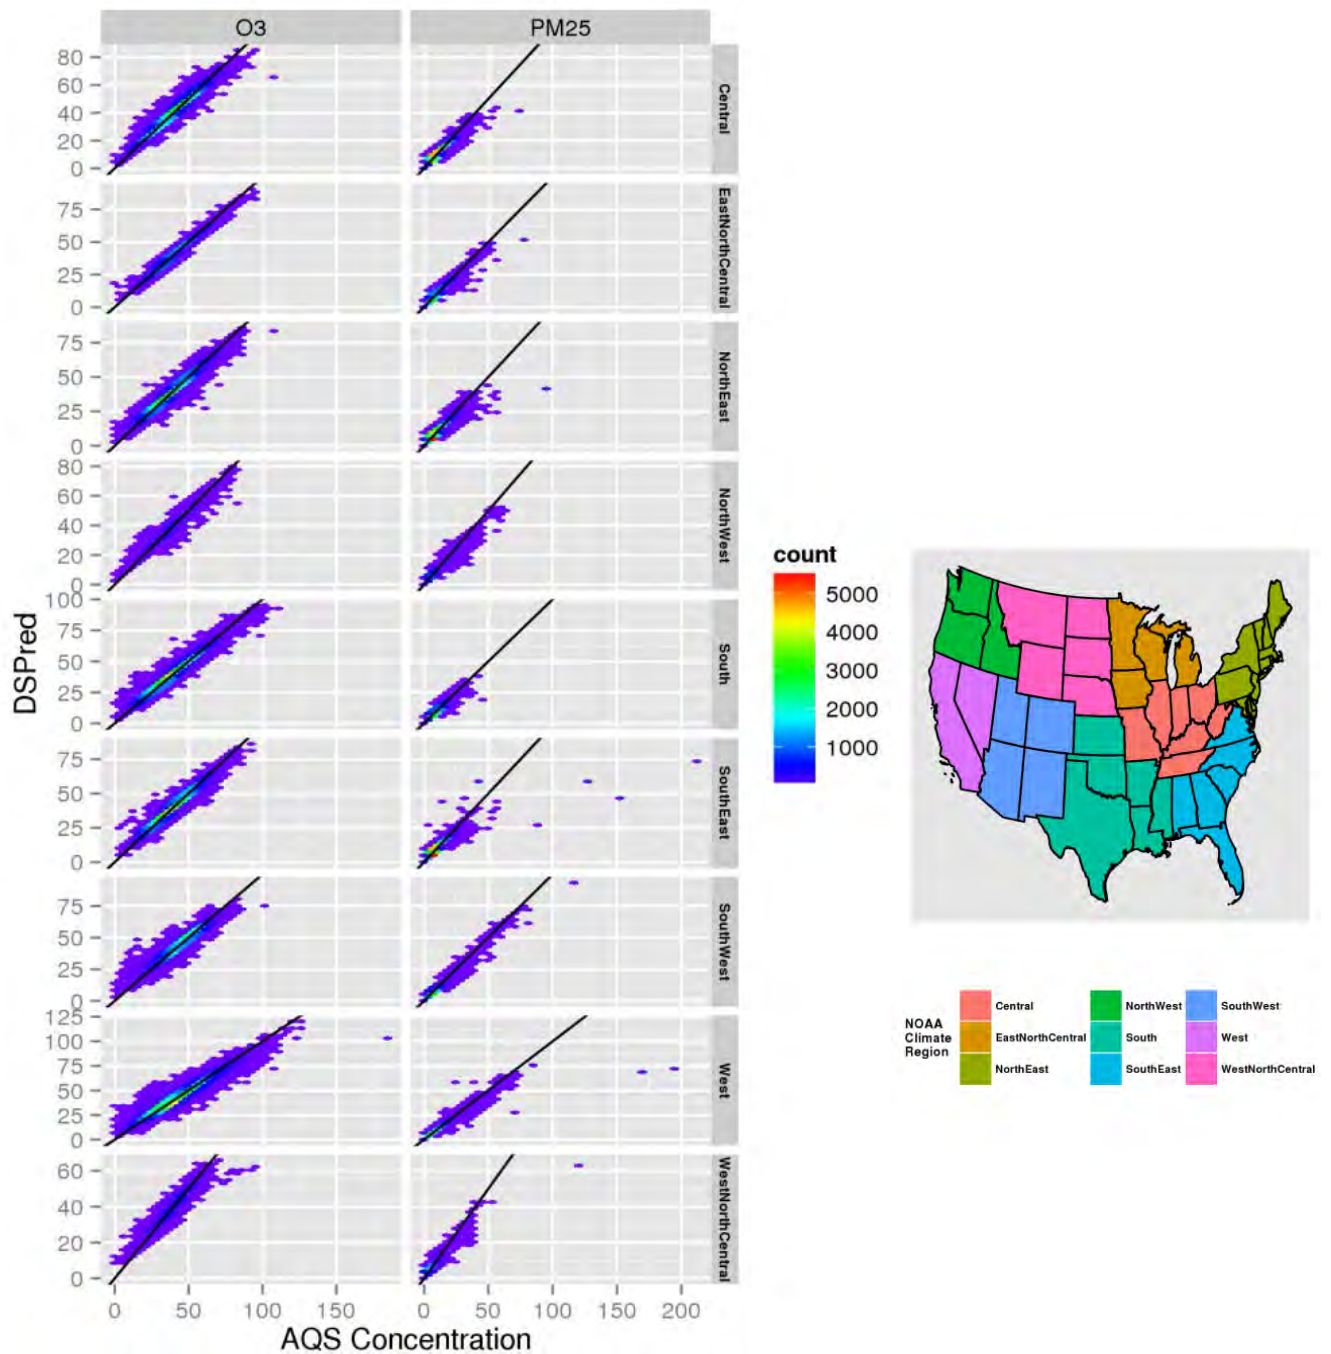 O3 PM25
80
60
40
20
0
Central
75
50
25
0
EastNorthCentral
75
50
25
0
NorthEast
80
60
40
20
0
NorthWest
100
75
50
25
0
South
75
50
25
0
SouthEast
75
50
25
0
SouthWest
125
100
75
50
25
0
West
60
40
20
0
WestNorthCentral
DSPred
0 50 100 150 0 50 100 150 200
AQS Concentration
count
5000
4000
3000
2000
1000
NOAA
Climate
Region
Central NorthWest SouthWest
EastNorthCentral South West
NorthEast SouthEast WestNorthCentral